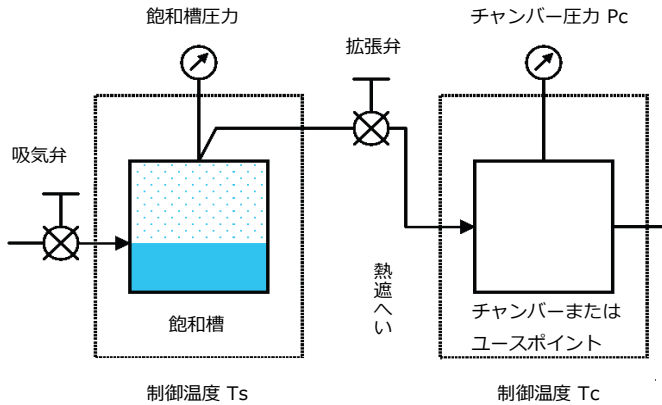 飽和槽圧力
チャンバー圧力 Pc
拡張弁
吸気弁
熱遮へい
飽和槽
チャンバーまたは
ユースポイント
制御温度 Ts
制御温度 Tc